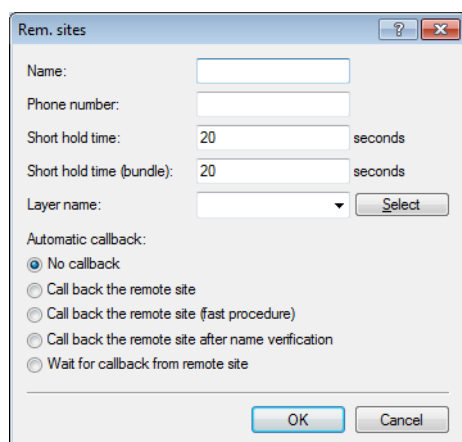 Rem. sites
Name:
Phone number:
Short hold time: 20 seconds
Short hold time (bundle): 20 seconds
Layer name: Select
Automatic callback:
No callback
Call back the remote site
Call back the remote site (fast procedure)
Call back the remote site after name verification
Wait for callback from remote site
OK Cancel